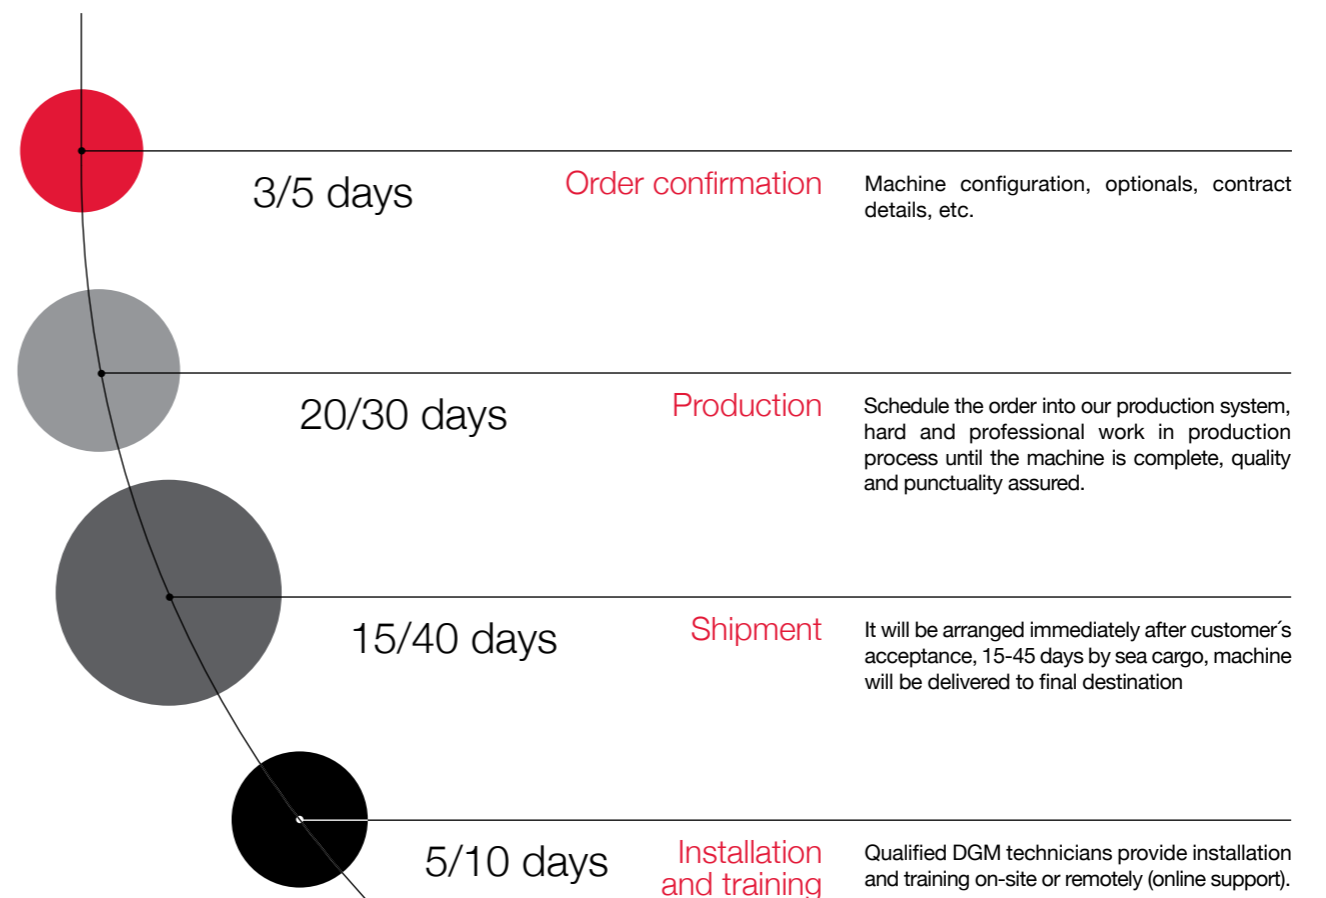 3/5 days
Order confirmation
Machine configuration, optionals, contract
details, etc.
20/30 days
Production
Schedule the order into our production system,
hard and professional work in production
process until the machine is complete, quality
and punctuality assured.
15/40 days
Shipment
It will be arranged immediately after customer´s
acceptance, 15-45 days by sea cargo, machine
will be delivered to final destination
5/10 days
Installation
and training
Qualified DGM technicians provide installation
and training on-site or remotely (online support).